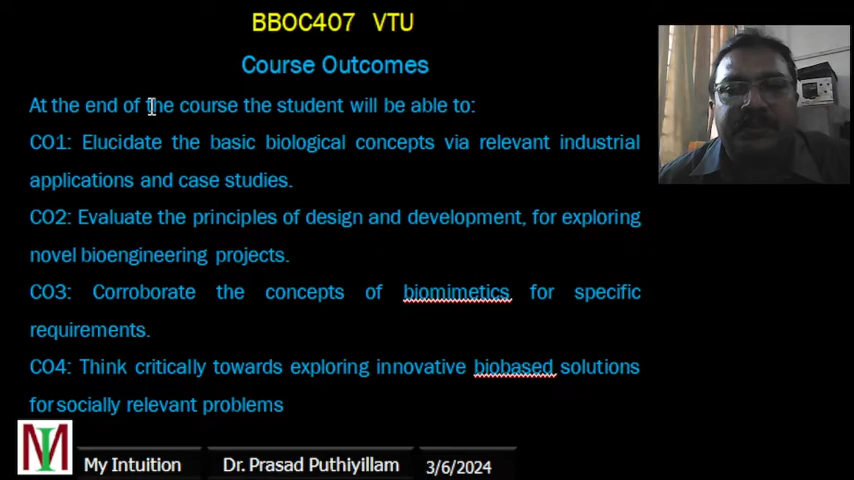 BBOC407 VTU
Course Outcomes
At the end of the course the student will be able to:
CO1: Elucidate the basic biological concepts via relevant industrial
applications and case studies.
CO2: Evaluate the principles of design and development, for exploring
novel bioengineering projects.
CO3: Corroborate the concepts of biomimetics for specific
requirements.
CO4: Think critically towards exploring innovative biobased solutions
for socially relevant problems
MI
My Intuition
Dr. Prasad Puthiyillam
3/6/2024